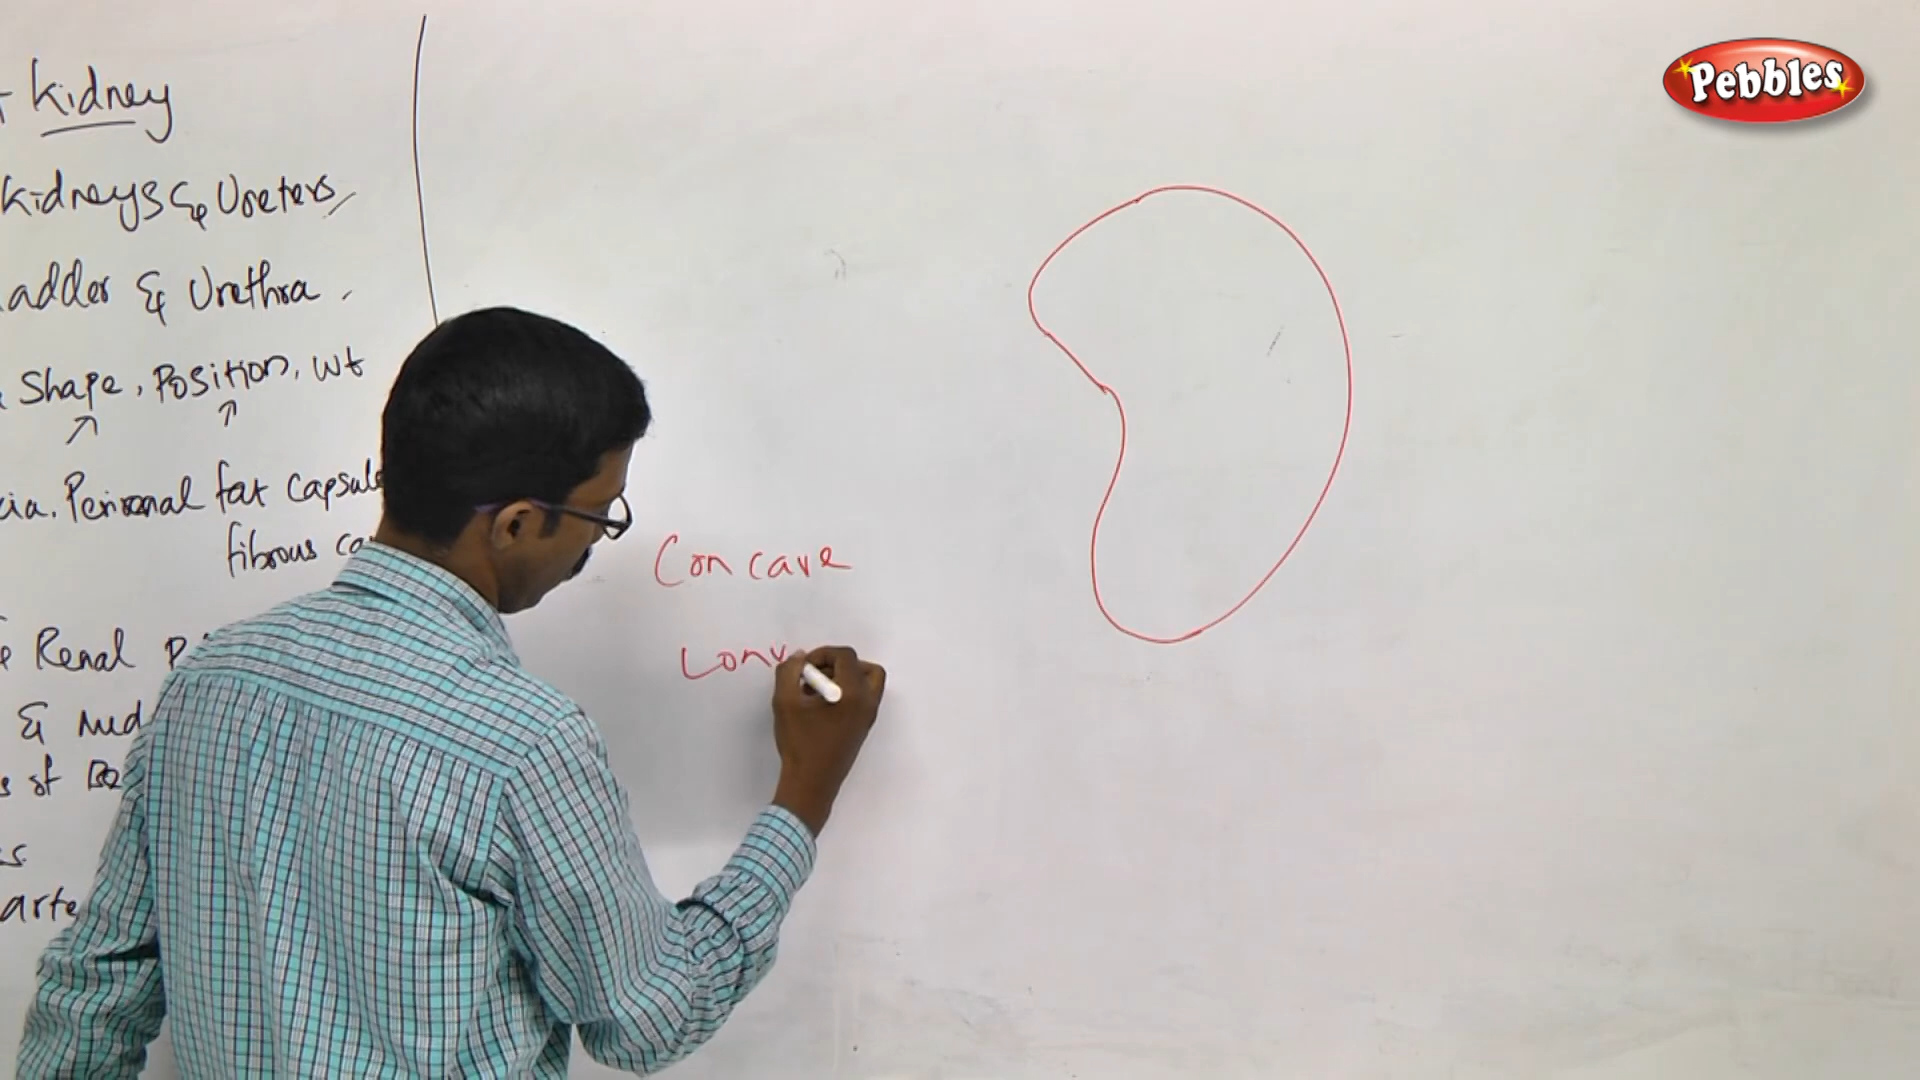 kidney
kidneys & Ureters
adder & Urethra
Shape, Position, wt
cia, Perirenal fat capsule
fibrous ca
& Renal P
& Med
s of
arte
Concave
Conv
Pebbles